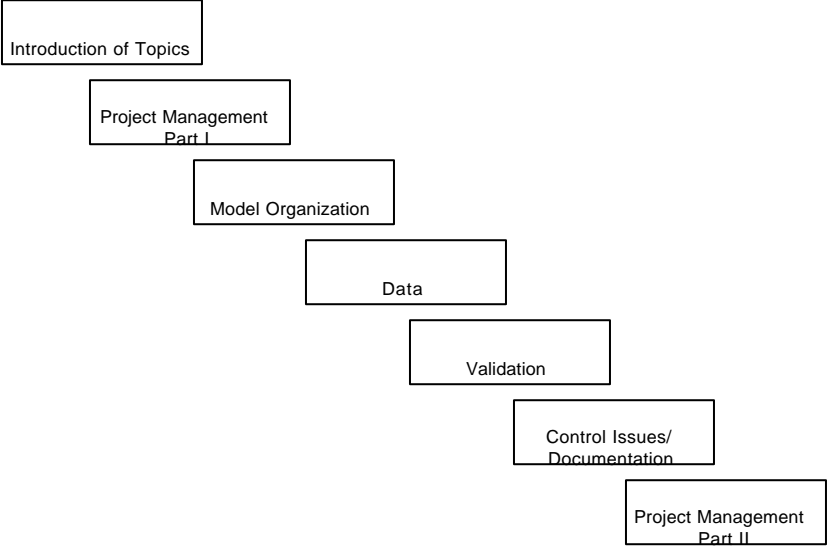 Introduction of Topics
Project Management
Part I
Model Organization
Data
Validation
Control Issues/
Documentation
Project Management
Part II